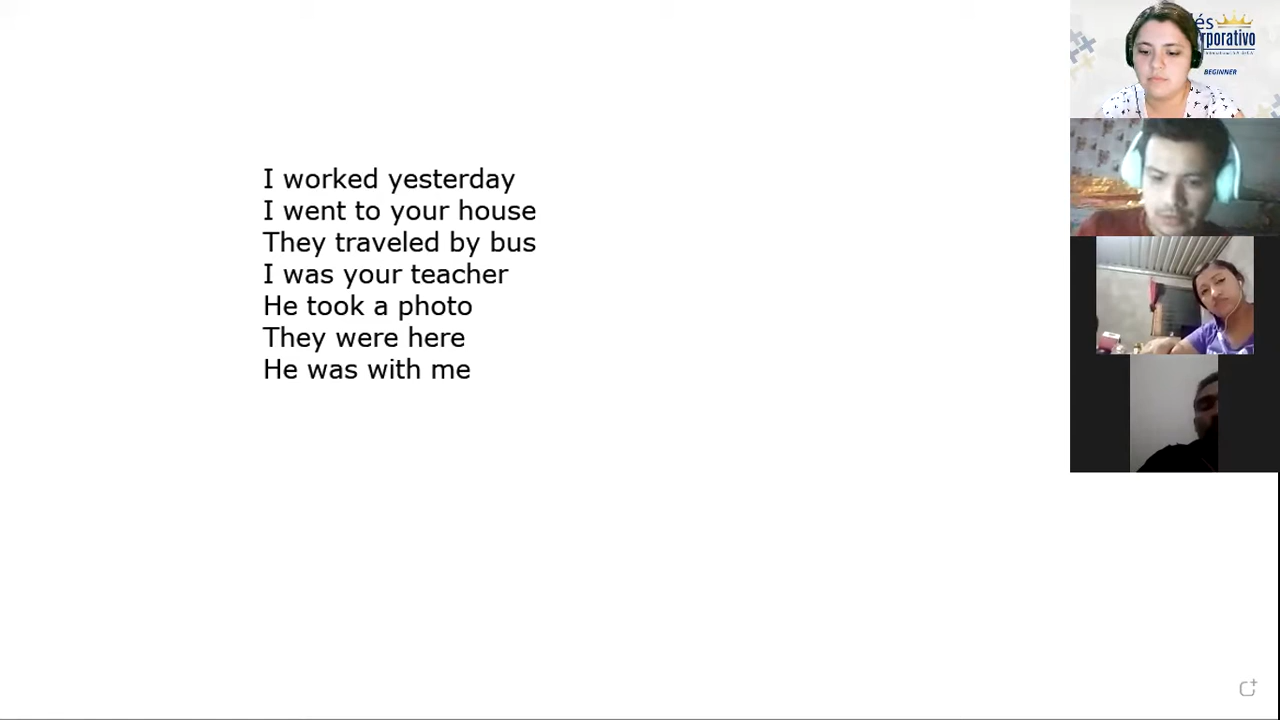 I worked yesterday
I went to your house
They traveled by bus
I was your teacher
He took a photo
They were here
He was with me
és
rporativo
BEGINNER